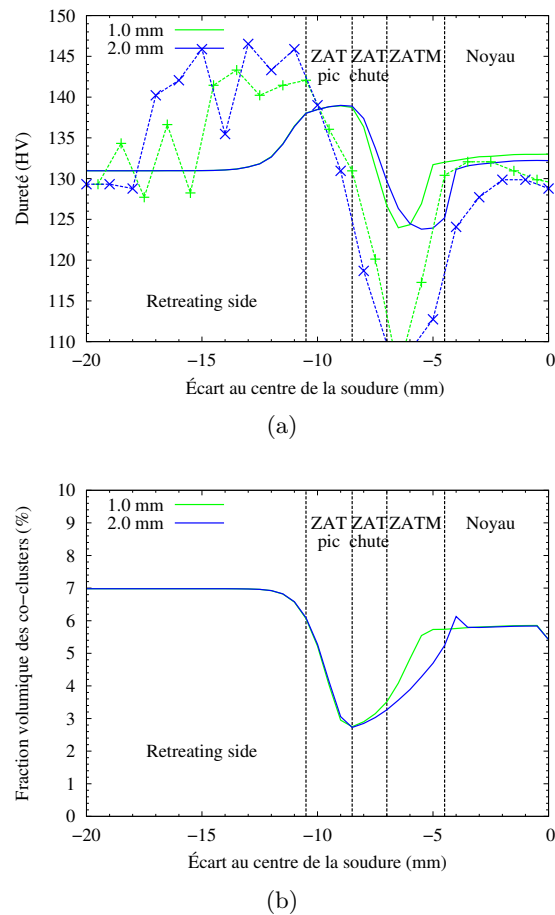 150
145
140
135
130
125
120
115
110
Dureté (HV)
1.0 mm
2.0 mm
ZAT
pic
ZAT
chute
ZATM
Noyau
Retreating side
−20
−15
−10
−5
0
Écart au centre de la soudure (mm)
(a)
10
9
8
7
6
5
4
3
2
1
0
Fraction volumique des co−clusters (%)
1.0 mm
2.0 mm
ZAT
pic
ZAT
chute
ZATM
Noyau
Retreating side
−20
−15
−10
−5
0
Écart au centre de la soudure (mm)
(b)